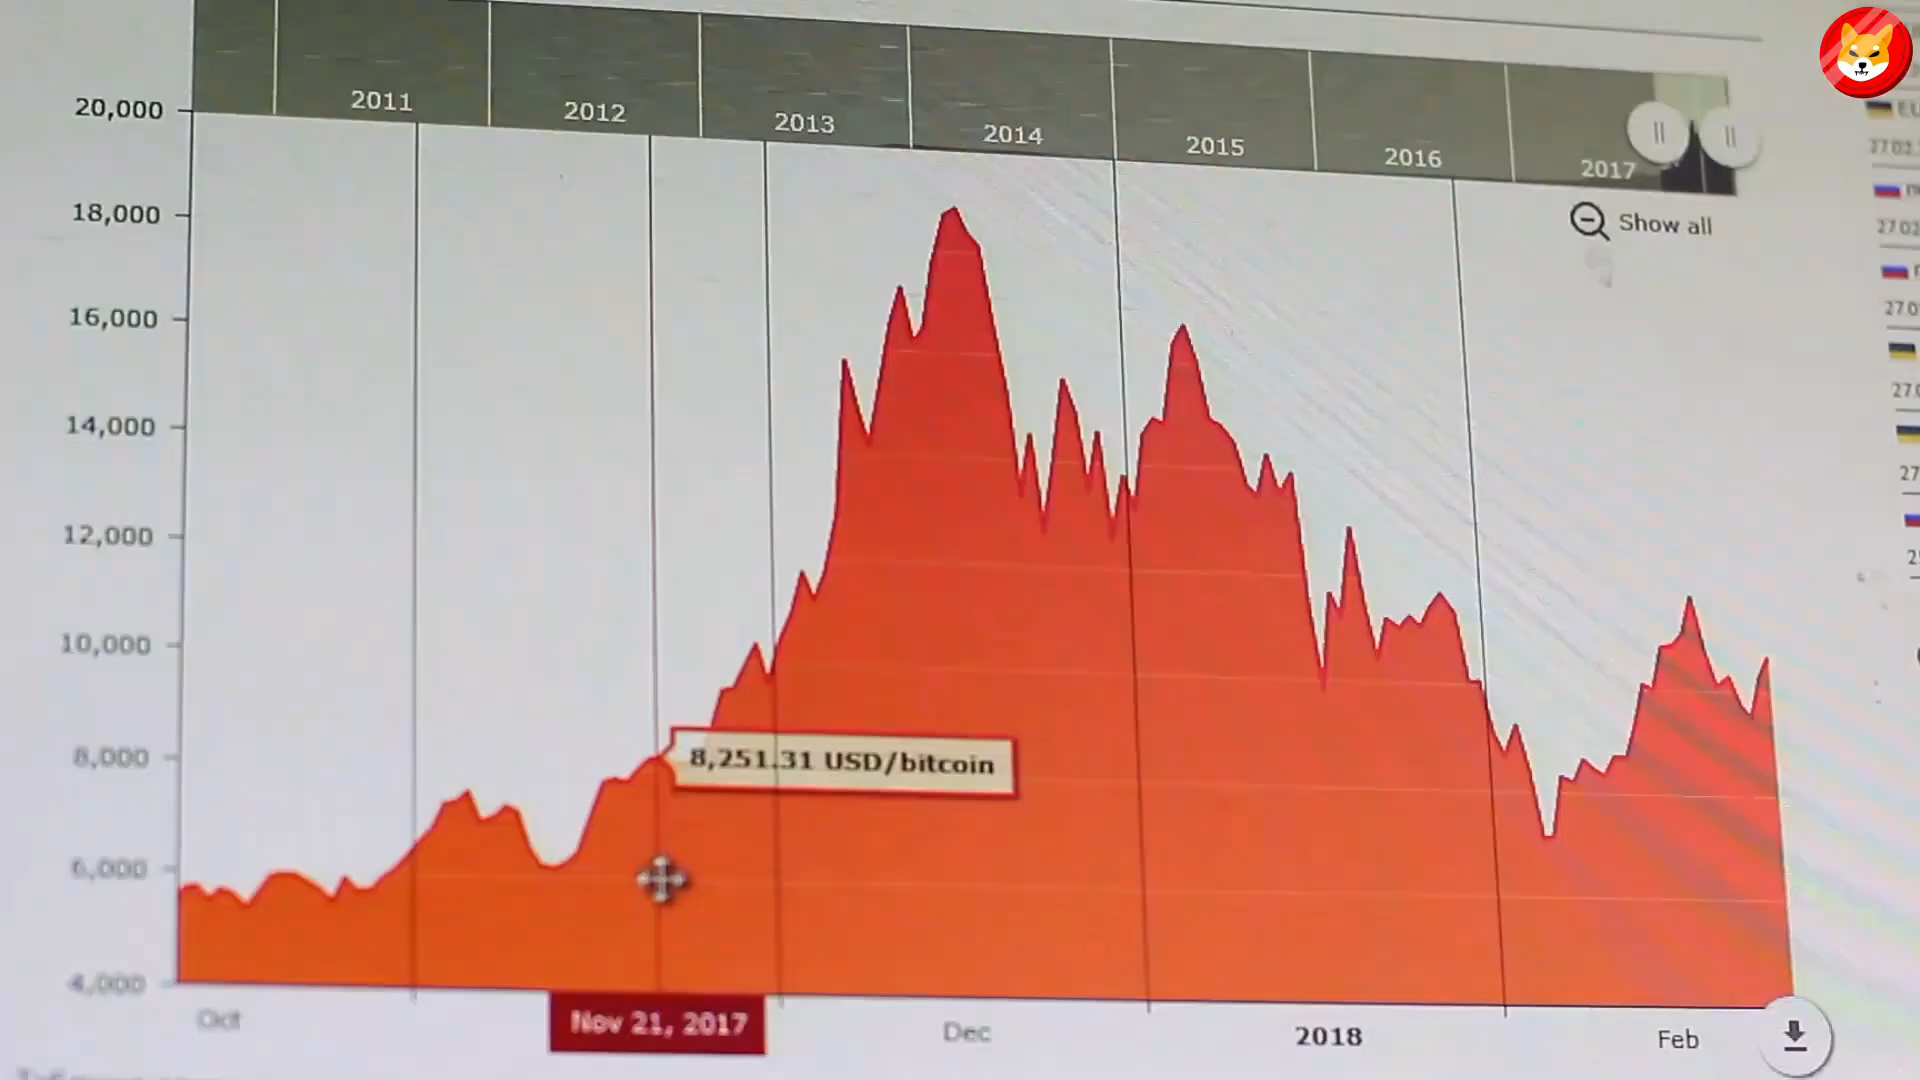 2011
2012
2013
2014
2015
2016
2017
Show all
20,000
18,000
16,000
14,000
12,000
10,000
8,000
6,000
4,000
8,251.31 USD/bitcoin
Oct
Nov 21, 2017
Dec
2018
Feb